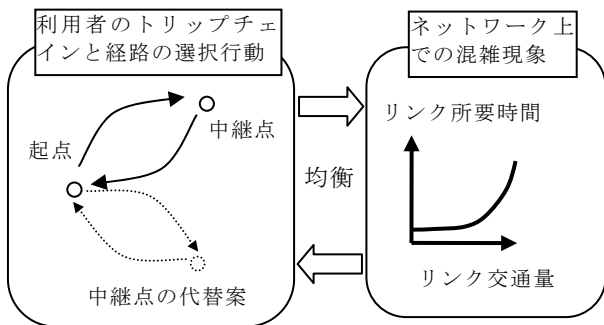 利用者のトリップチェ
インと経路の選択行動
ネットワーク上
での混雑現象
中継点
起点
中継点の代替案
均衡
リンク所要時間
リンク交通量